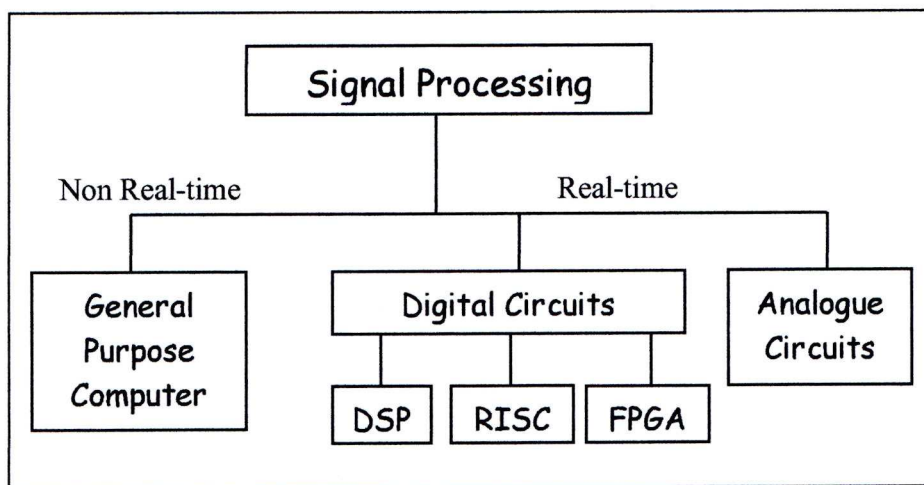 Signal Processing
Non Real-time
Real-time
General
Purpose
Computer
Digital Circuits
Analogue
Circuits
DSP
RISC
FPGA